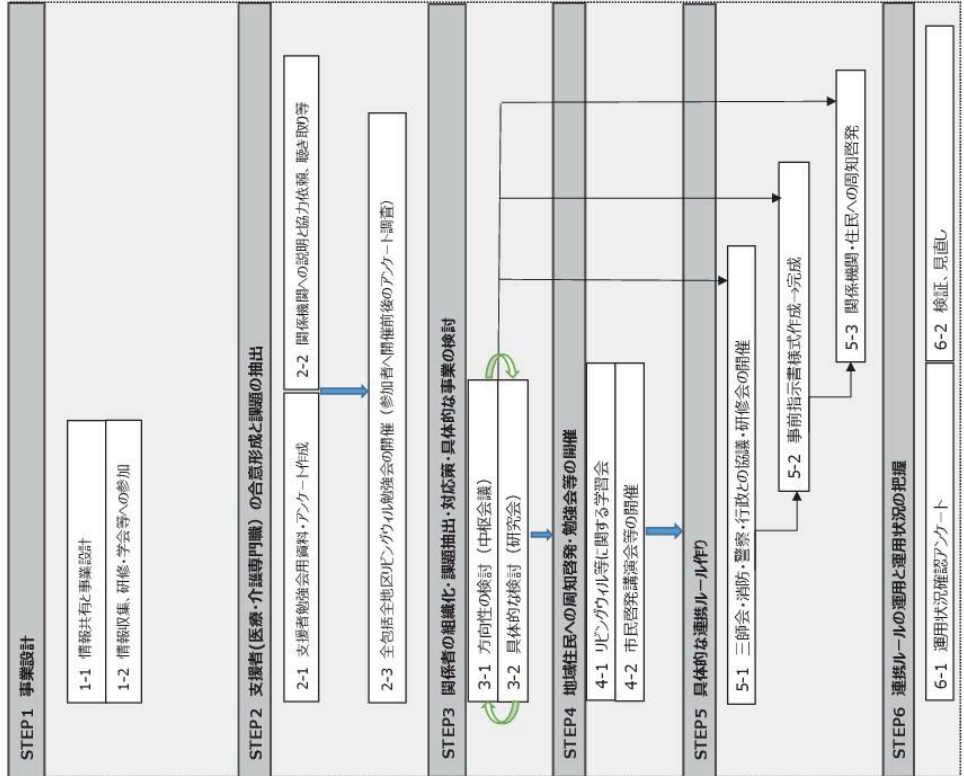 STEP1 事業設計
1-1 情報共有と事業設計
1-2 情報収集、研修・学会等への参加
STEP2 支援者(医療・介護専門職）の合意形成と課題の抽出
2-1 支援者勉強会用資料・アンケート作成
2-2 関係機関への説明と協力依頼、聴き取り等
2-3 全包括全地区リビングウィル勉強会の開催（参加者へ開催前後のアンケート調査）
STEP3 関係者の組織化・課題抽出・対応策・具体的な事業の検討
3-1 方向性の検討（中枢会議）
3-2 具体的な検討（研究会）
STEP4 地域住民への周知啓発・勉強会等の開催
4-1 リビングウィル等に関する学習会
4-2 市民啓発講演会等の開催
STEP5 具体的な連携ルール作り
5-1 三師会・消防・警察・行政との協議・研修会の開催
5-2 事前指示書様式作成→完成
5-3 関係機関・住民への周知啓発
STEP6 連携ルールの運用と運用状況の把握
6-1 運用状況確認アンケート
6-2 検証、見直し